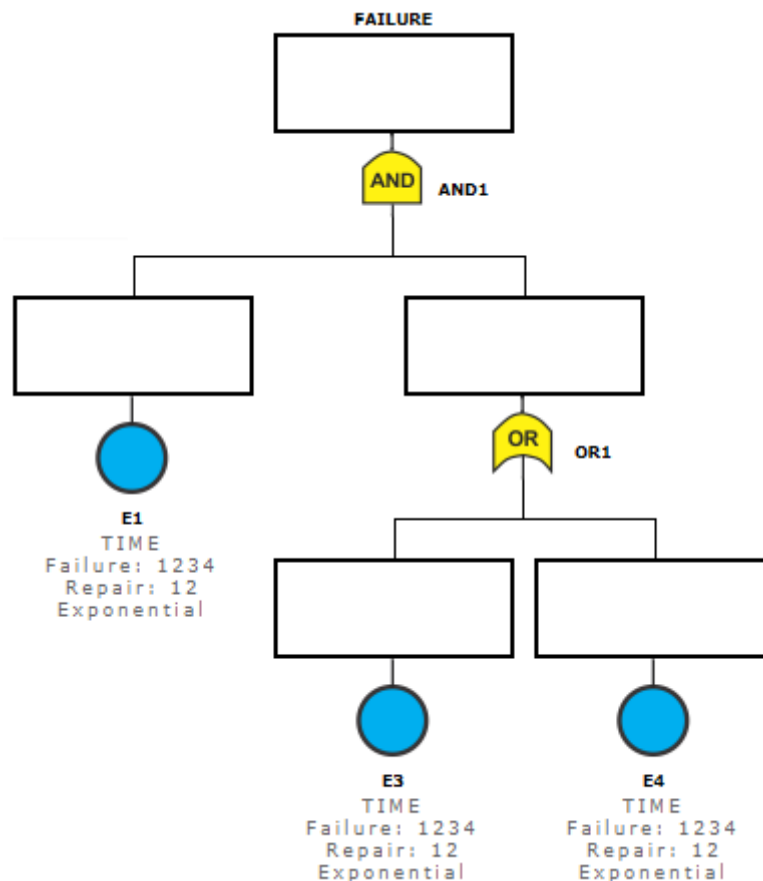 FAILURE
AND
AND1
OR
OR1
E1
TIME
Failure: 1234
Repair: 12
Exponential
E3
TIME
Failure: 1234
Repair: 12
Exponential
E4
TIME
Failure: 1234
Repair: 12
Exponential